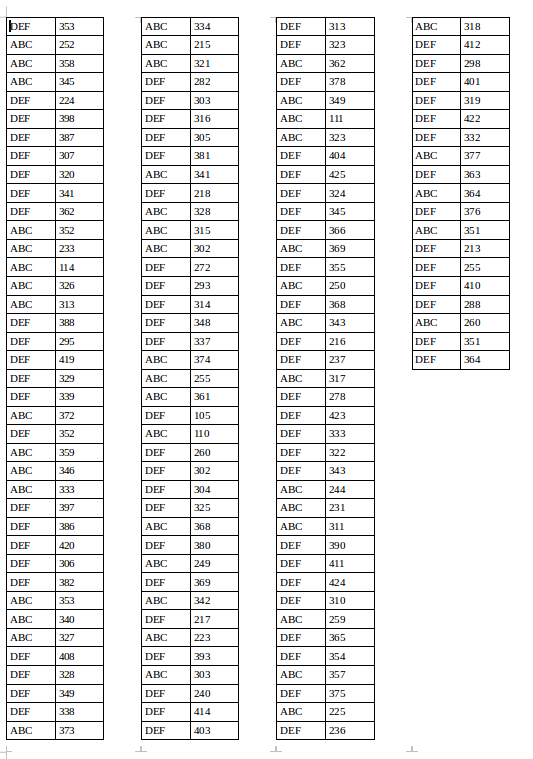 DEF 353
ABC 252
ABC 358
ABC 345
DEF 224
DEF 398
DEF 387
DEF 307
DEF 320
DEF 341
DEF 362
ABC 352
ABC 233
ABC 114
ABC 326
ABC 313
DEF 388
DEF 295
DEF 419
DEF 329
DEF 339
ABC 372
DEF 352
ABC 359
ABC 346
ABC 333
DEF 397
DEF 386
DEF 420
DEF 306
DEF 382
ABC 353
ABC 340
ABC 327
DEF 408
DEF 328
DEF 349
DEF 338
ABC 373
ABC 334
ABC 215
ABC 321
DEF 282
DEF 303
DEF 316
DEF 305
DEF 381
ABC 341
DEF 218
ABC 328
ABC 315
ABC 302
DEF 272
DEF 293
DEF 314
DEF 348
DEF 337
ABC 374
ABC 255
ABC 361
DEF 105
ABC 110
DEF 260
DEF 302
DEF 304
DEF 325
ABC 368
DEF 380
ABC 249
DEF 369
ABC 342
DEF 217
ABC 223
DEF 393
ABC 303
DEF 240
DEF 414
DEF 403
DEF 313
DEF 323
ABC 362
DEF 378
ABC 349
ABC 111
ABC 323
DEF 404
DEF 425
DEF 324
DEF 345
DEF 366
ABC 369
DEF 355
ABC 250
DEF 368
ABC 343
DEF 216
DEF 237
ABC 317
DEF 278
DEF 423
DEF 333
DEF 322
DEF 343
ABC 244
ABC 231
ABC 311
DEF 390
DEF 411
DEF 424
DEF 310
ABC 259
DEF 365
DEF 354
ABC 357
DEF 375
ABC 225
DEF 236
ABC 318
DEF 412
DEF 298
DEF 401
DEF 319
DEF 422
DEF 332
ABC 377
DEF 363
ABC 364
DEF 376
ABC 351
DEF 213
DEF 255
DEF 410
DEF 288
ABC 260
DEF 351
DEF 364